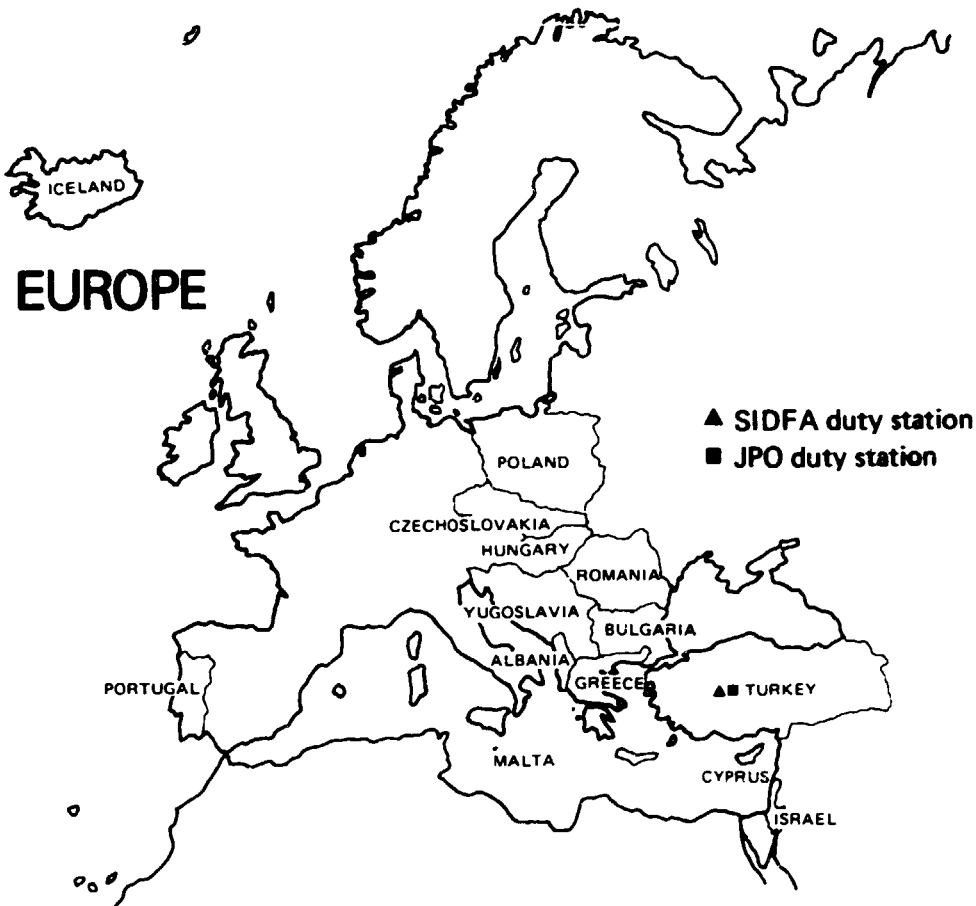 ICELAND
EUROPE
▲ SIDFA duty station
■ JPO duty station
POLAND
CZECHOSLOVAKIA
HUNGARY
ROMANIA
YUGOSLAVIA
BULGARIA
ALBANIA
PORTUGAL
GREECE
TURKEY
MALTA
CYPRUS
ISRAEL